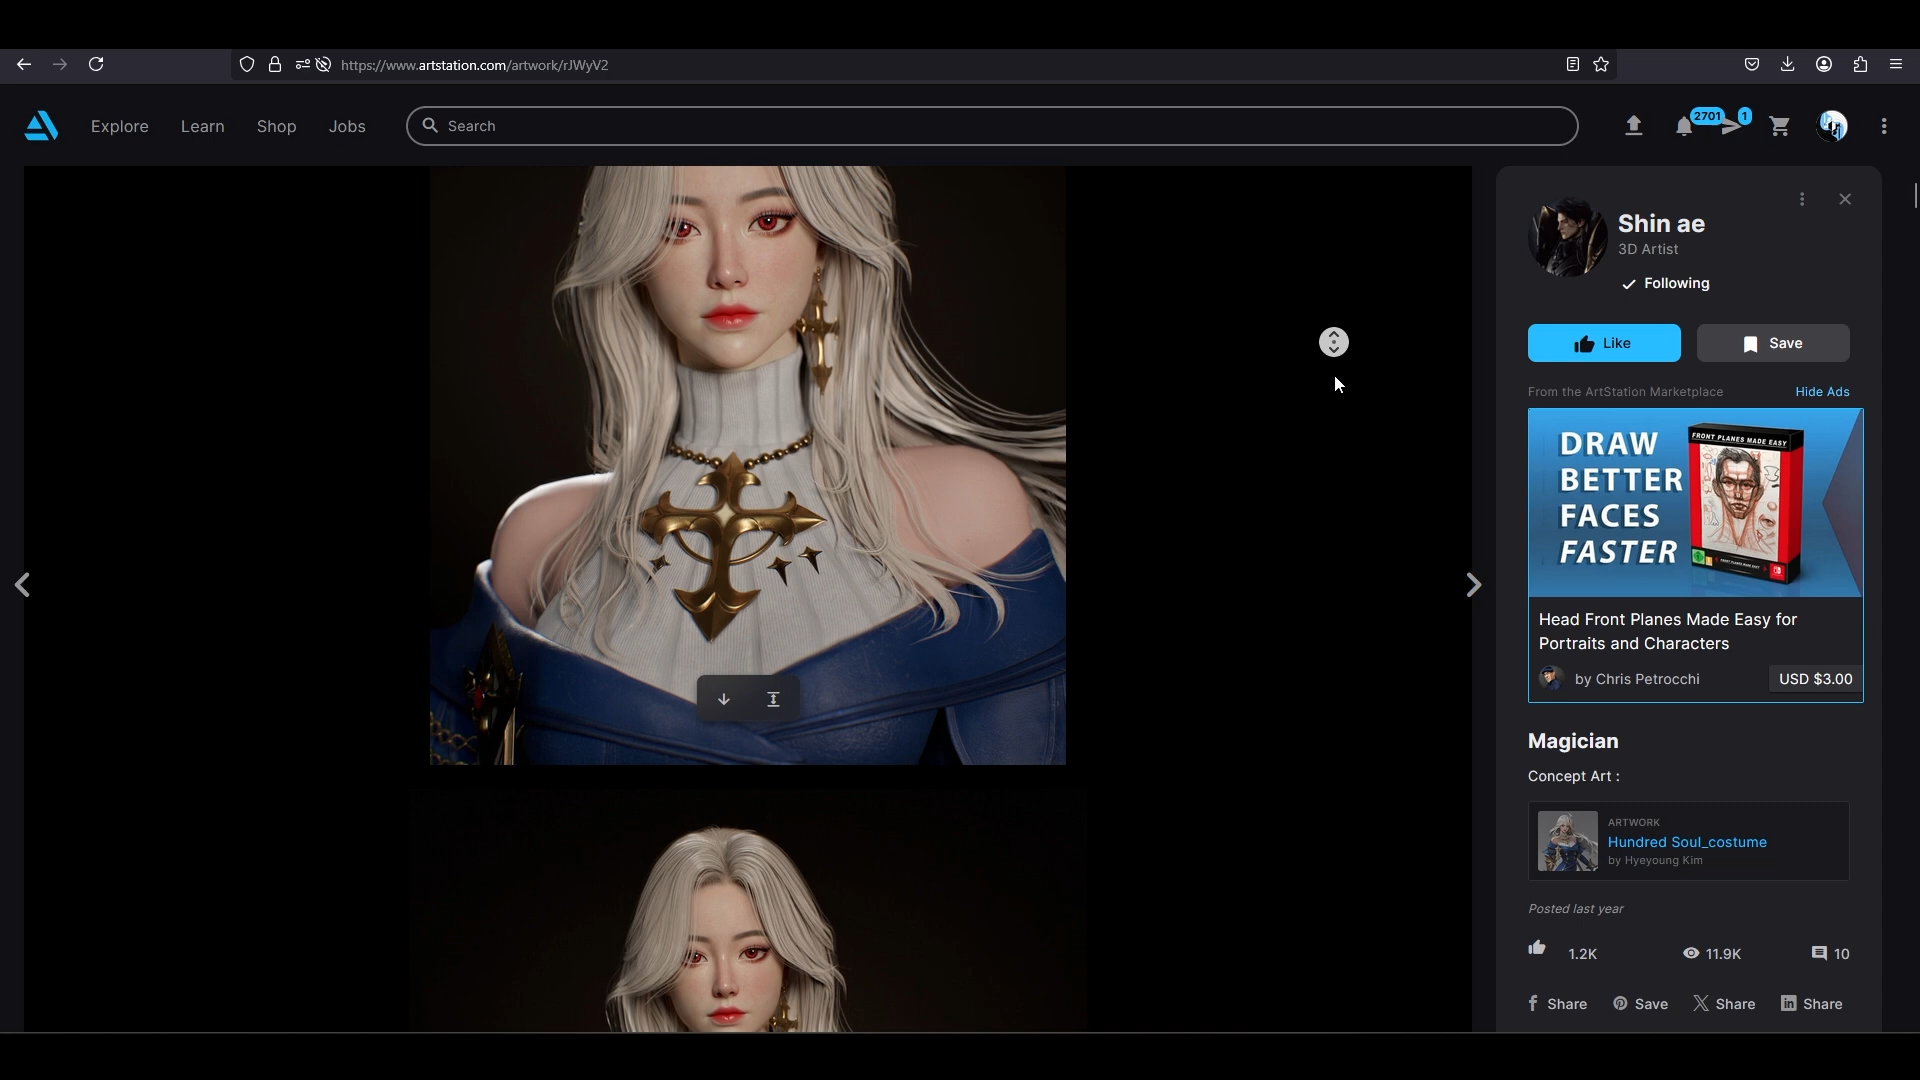 https://www.artstation.com/artwork/rJWyV2
Explore
Learn
Shop
Jobs
Search
2701
1
Shin ae
3D Artist
Following
Like
Save
From the ArtStation Marketplace
Hide Ads
DRAW
BETTER
FACES
FASTER
FRONT PLANES MADE EASY
Head Front Planes Made Easy for
Portraits and Characters
by Chris Petrocchi
USD $3.00
Magician
Concept Art :
ARTWORK
Hundred Soul_costume
by Hyeyoung Kim
Posted last year
1.2K
11.9K
10
Share
Save
Share
Share